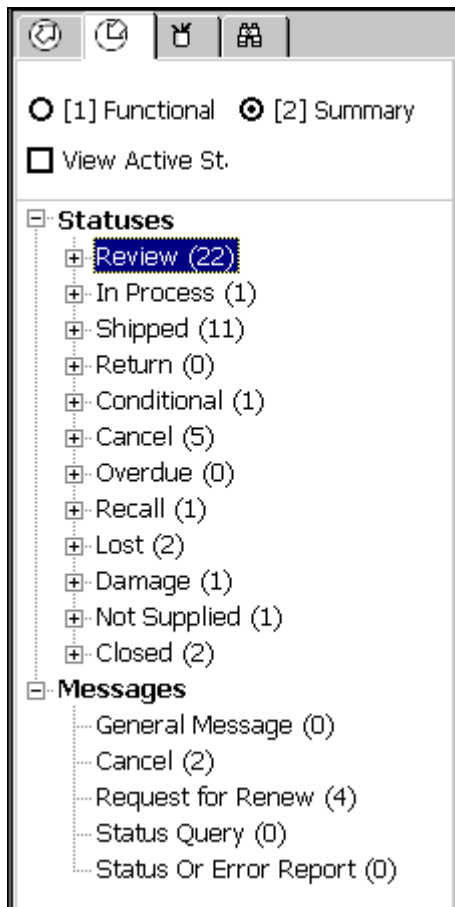 [1] Functional [2] Summary
View Active St.
Statuses
Review (22)
In Process (1)
Shipped (11)
Return (0)
Conditional (1)
Cancel (5)
Overdue (0)
Recall (1)
Lost (2)
Damage (1)
Not Supplied (1)
Closed (2)
Messages
General Message (0)
Cancel (2)
Request for Renew (4)
Status Query (0)
Status Or Error Report (0)